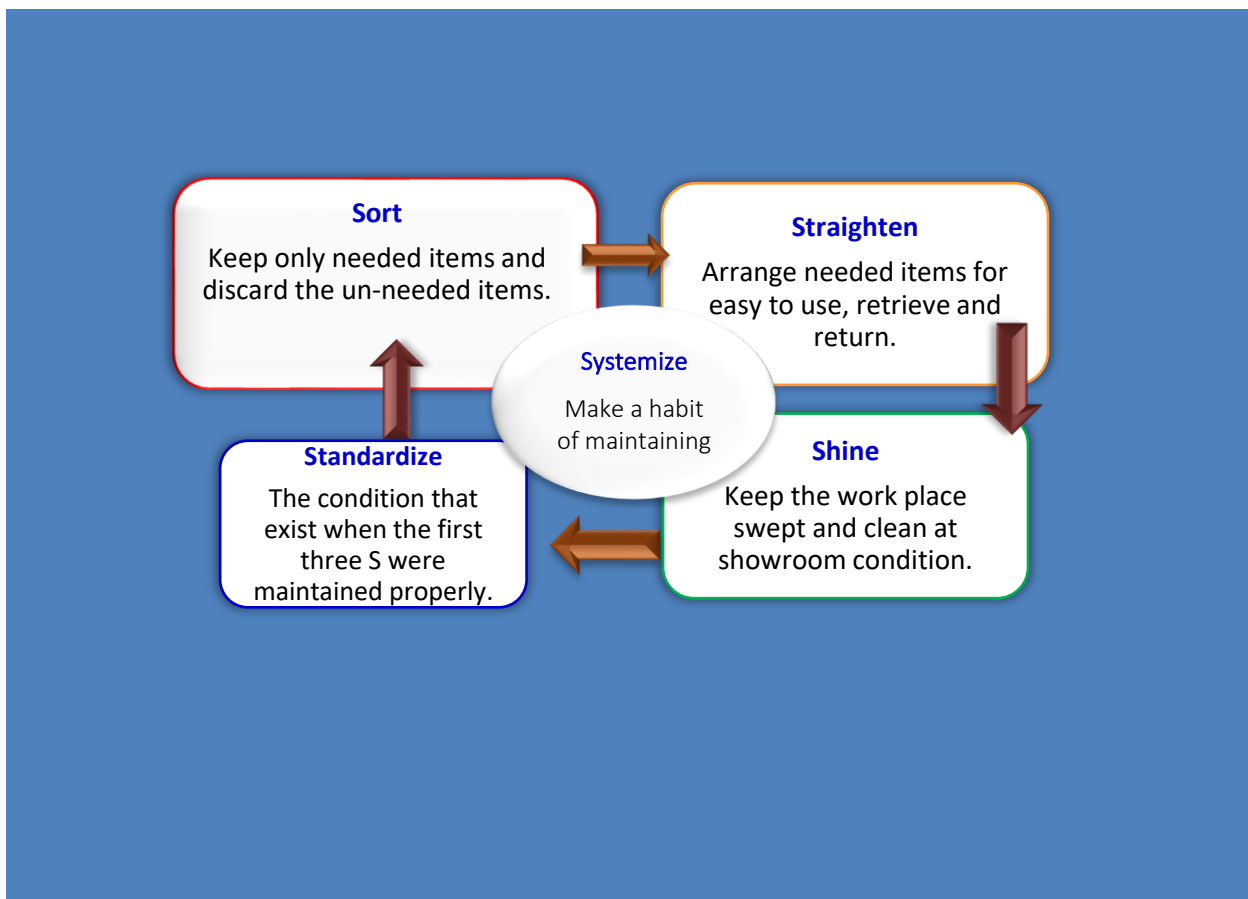 Sort
Keep only needed items and
discard the un-needed items.
Straighten
Arrange needed items for
easy to use, retrieve and
return.
Systemize
Make a habit
of maintaining
Standardize
The condition that
exist when the first
three S were
maintained properly.
Shine
Keep the work place
swept and clean at
showroom condition.